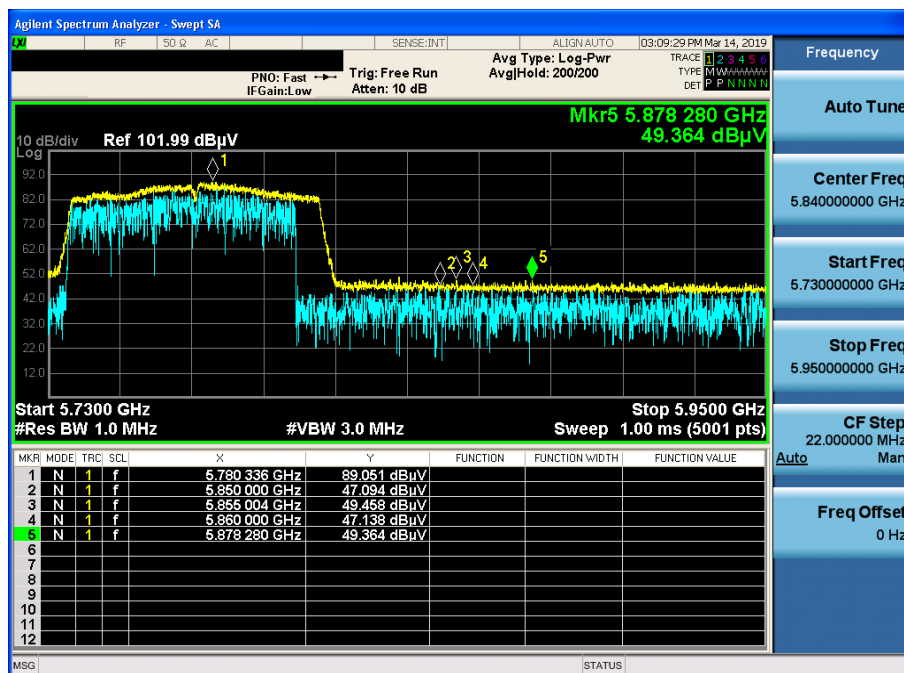 Agilent Spectrum Analyzer - Swept SA
LXI RF 50 Ω AC SENSE:INT ALIGN AUTO 03:09:29 PM Mar 14, 2019
Frequency
PNO: Fast Trig: Free Run Avg Type: Log-Pwr TRACE 1 2 3 4 5 6
IFGain:Low Atten: 10 dB Avg|Hold: 200/200 TYPE M W
DET P P N N N N
Auto Tune
Mkr5 5.878 280 GHz
49.364 dBµV
10 dB/div Ref 101.99 dBµV
Log
92.0
82.0
72.0
62.0
52.0
42.0
32.0
22.0
12.0
1
2
3
4
5
Center Freq
5.840000000 GHz
Start Freq
5.730000000 GHz
Stop Freq
5.950000000 GHz
Start 5.7300 GHz Stop 5.9500 GHz
#Res BW 1.0 MHz #VBW 3.0 MHz Sweep 1.00 ms (5001 pts)
CF Step
22.000000 MHz
Auto Man
Freq Offset
0 Hz
MKR MODE TRC SCL X Y FUNCTION FUNCTION WIDTH FUNCTION VALUE
1 N 1 f 5.780 336 GHz 89.051 dBµV
2 N 1 f 5.850 000 GHz 47.094 dBµV
3 N 1 f 5.855 004 GHz 49.458 dBµV
4 N 1 f 5.860 000 GHz 47.138 dBµV
5 N 1 f 5.878 280 GHz 49.364 dBµV
6
7
8
9
10
11
12
MSG STATUS